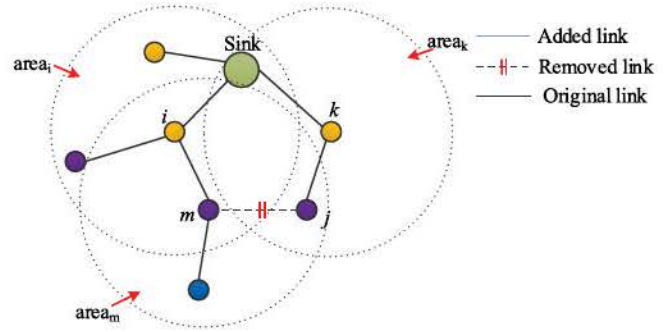 Sink
area_k
Added link
area_i
Removed link
Original link
i
k
m
j
area_m